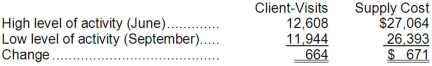 Client-Visits Supply Cost
High level of activity (June)............. 12,608 $27,064
Low level of activity (September)..... 11,944 26,393
Change........................................ 664 $ 671